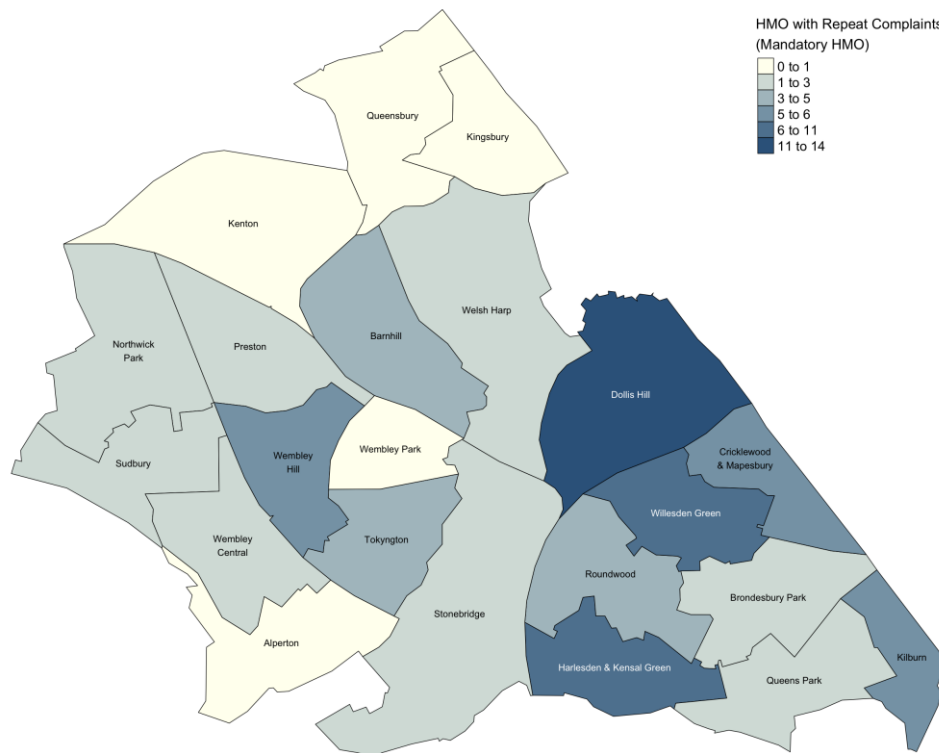 HMO with Repeat Complaints
(Mandatory HMO)
0 to 1
1 to 3
3 to 5
5 to 6
6 to 11
11 to 14
Queensbury
Kingsbury
Kenton
Welsh Harp
Barnhill
Northwick
Park
Preston
Dollis Hill
Wembley Park
Cricklewood
& Mapesbury
Wembley
Hill
Sudbury
Willesden Green
Wembley
Central
Tokyngton
Roundwood
Brondesbury Park
Stonebridge
Alperton
Kilburn
Harlesden & Kensal Green
Queens Park